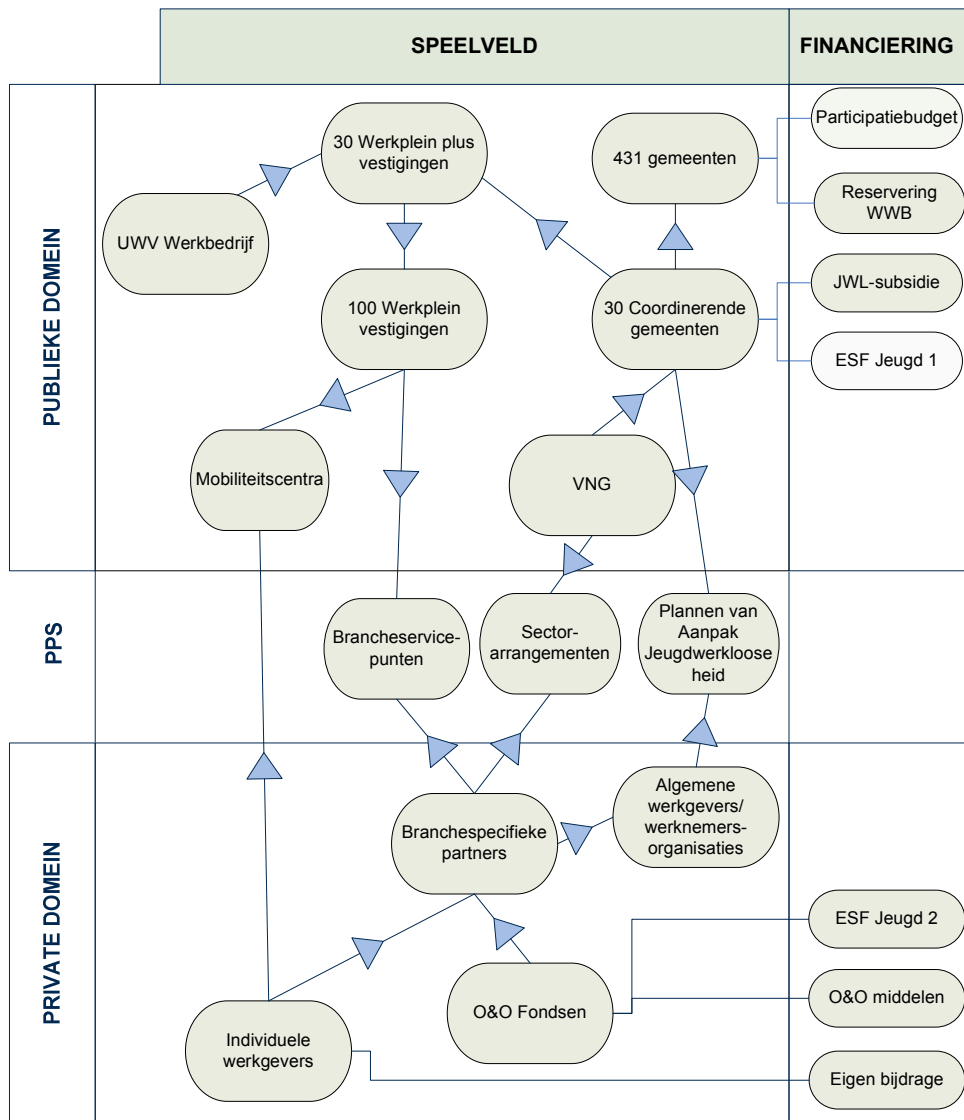 SPEELVELD
FINANCIERING
PUBLIEKE DOMEIN
30 Werkplein plus
vestigingen
431 gemeenten
Participatiebudget
UWV Werkbedrijf
Reservering
WWB
100 Werkplein
vestigingen
30 Coordinerende
gemeenten
JWL-subsidie
ESF Jeugd 1
Mobiliteitscentra
VNG
PPS
Brancheservice-
punten
Sector-
arrangementen
Plannen van
Aanpak
Jeugdwerkloose
heid
PRIVATE DOMEIN
Branchespecifieke
partners
Algemene
werkgevers/
werknemers-
organisaties
ESF Jeugd 2
O&O Fondsen
O&O middelen
Individuele
werkgevers
Eigen bijdrage